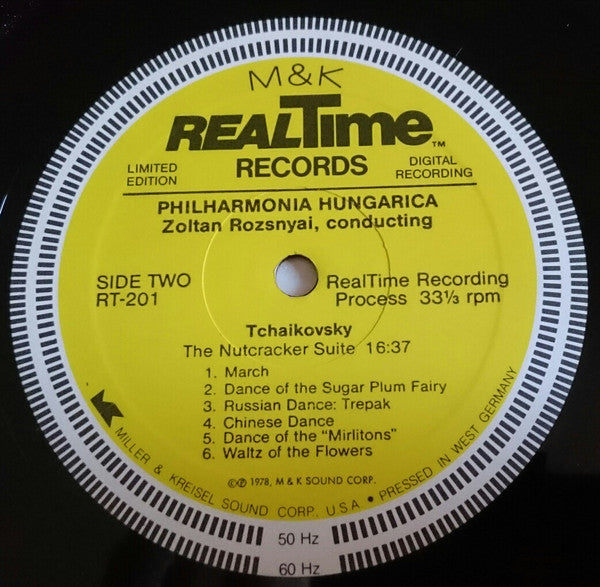 M&K
REALTime™
RECORDS
LIMITED
EDITION
DIGITAL
RECORDING
PHILHARMONIA HUNGARICA
Zoltan Rozsnyai, conducting
SIDE TWO
RT-201
RealTime Recording
Process 33⅓ rpm
Tchaikovsky
The Nutcracker Suite 16:37
1. March
2. Dance of the Sugar Plum Fairy
3. Russian Dance: Trepak
4. Chinese Dance
5. Dance of the "Mirlitons"
6. Waltz of the Flowers
©℗ 1978, M & K SOUND CORP.
MILLER & KREISEL SOUND CORP. U.S.A • PRESSED IN WEST GERMANY
50 Hz
60 Hz